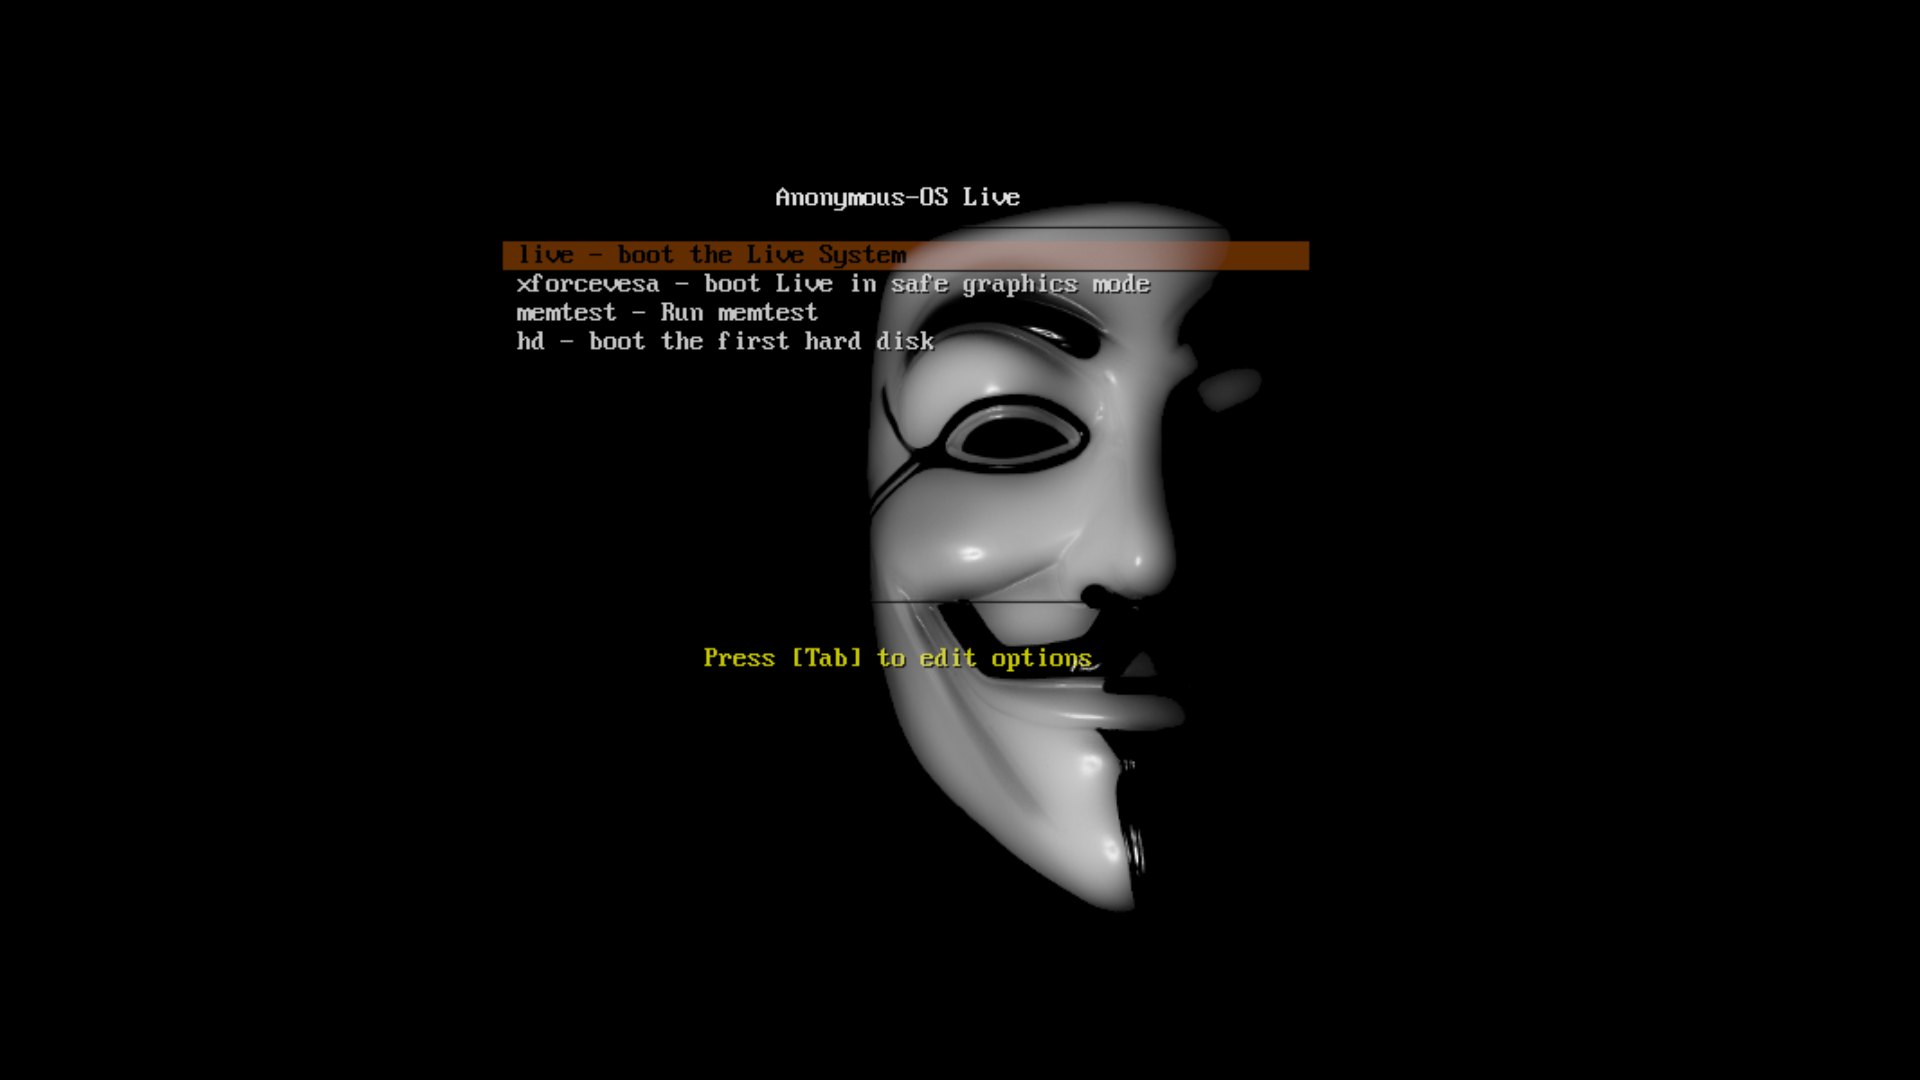 Anonymous-OS Live
live - boot the Live System
xforcevesa - boot Live in safe graphics mode
memtest - Run memtest
hd - boot the first hard disk
Press [Tab] to edit options